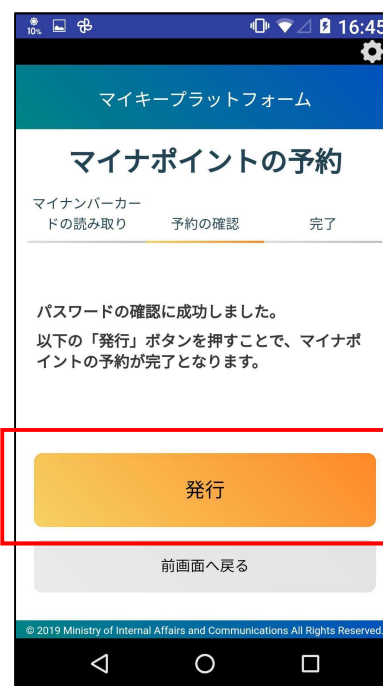 10%
16:45
マイキープラットフォーム
マイナポイントの予約
マイナンバーカー
ドの読み取り
予約の確認
完了
パスワードの確認に成功しました。
以下の「発行」ボタンを押すことで、マイナポ
イントの予約が完了となります。
発行
前画面へ戻る
© 2019 Ministry of Internal Affairs and Communications All Rights Reserved.